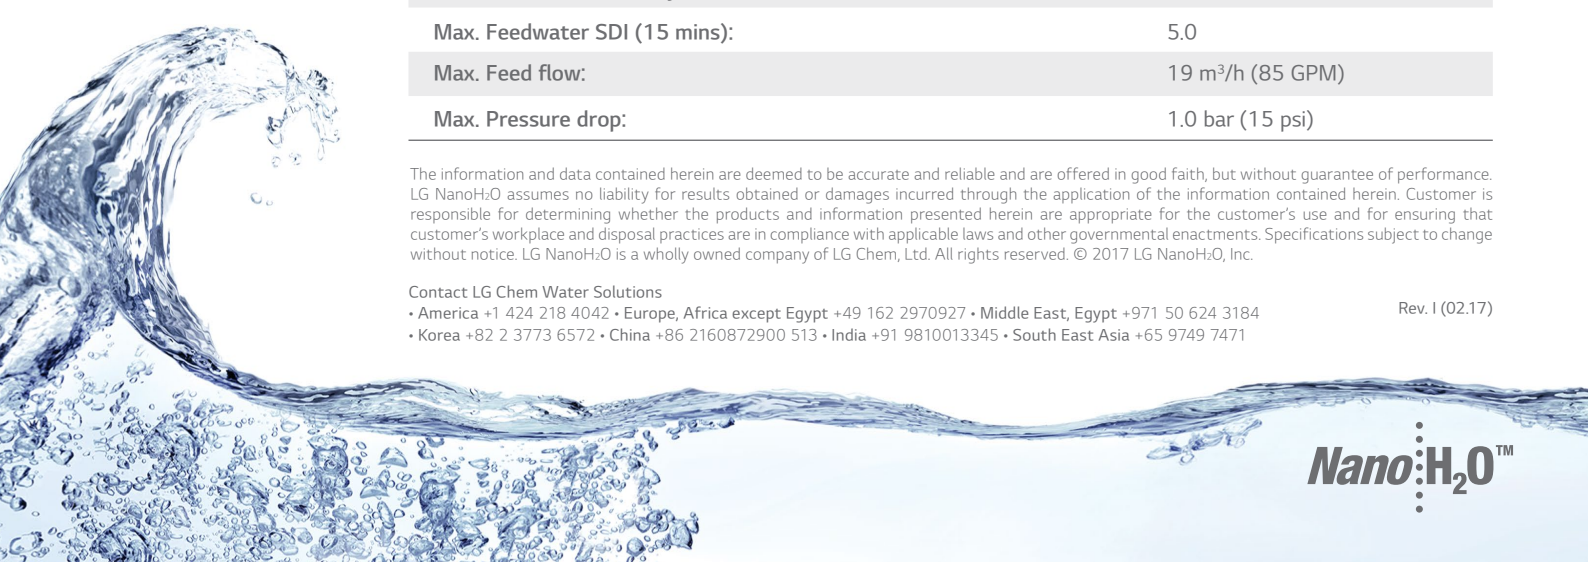 Max. Feedwater SDI (15 mins): 5.0
Max. Feed flow: 19 m³/h (85 GPM)
Max. Pressure drop: 1.0 bar (15 psi)
The information and data contained herein are deemed to be accurate and reliable and are offered in good faith, but without guarantee of performance.
LG NanoH₂O assumes no liability for results obtained or damages incurred through the application of the information contained herein. Customer is
responsible for determining whether the products and information presented herein are appropriate for the customer's use and for ensuring that
customer's workplace and disposal practices are in compliance with applicable laws and other governmental enactments. Specifications subject to change
without notice. LG NanoH₂O is a wholly owned company of LG Chem, Ltd. All rights reserved. © 2017 LG NanoH₂O, Inc.
Contact LG Chem Water Solutions
• America +1 424 218 4042 • Europe, Africa except Egypt +49 162 2970927 • Middle East, Egypt +971 50 624 3184
• Korea +82 2 3773 6572 • China +86 2160872900 513 • India +91 9810013345 • South East Asia +65 9749 7471
Rev. I (02.17)
NanoH₂O™